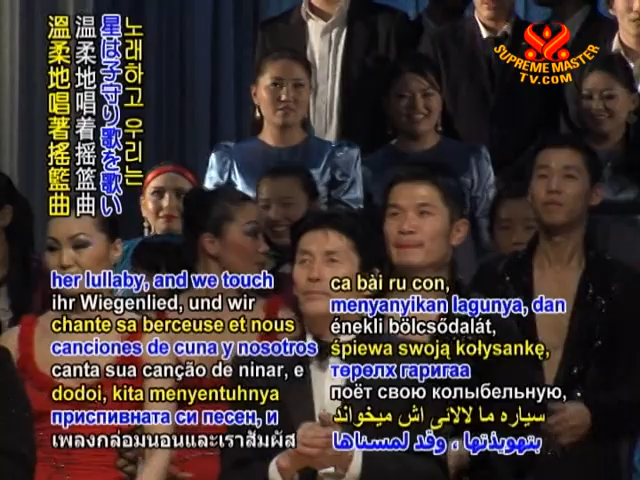 노래하고 우리는
星は子守り歌を歌い
温柔地唱着摇篮曲
溫柔地唱著搖籃曲
SUPREME MASTER
TV.COM
her lullaby, and we touch
ihr Wiegenlied, und wir
chante sa berceuse et nous
canciones de cuna y nosotros
canta sua canção de ninar, e
dodoi, kita menyentuhnya
приспивната си песен, и
เพลงกล่อมนอนและเราสัมผัส
ca bài ru con,
menyanyikan lagunya, dan
énekli bölcsődalát,
śpiewa swoją kołysankę,
төрөлх гаригаа
поёт свою колыбельную,
سیاره ما لالائی اش میخواند
بتهويذتها ، وقد لمسناها